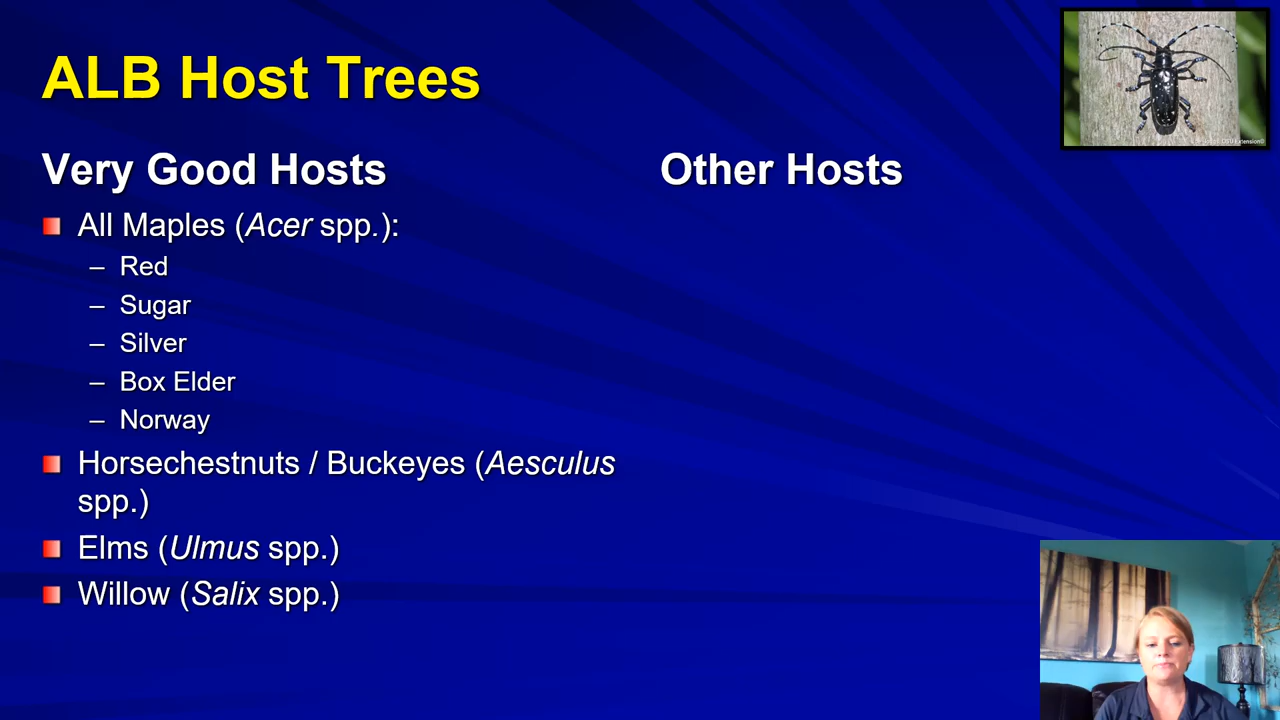 ALB Host Trees
Very Good Hosts
Other Hosts
All Maples (Acer spp.):
– Red
– Sugar
– Silver
– Box Elder
– Norway
Horsechestnuts / Buckeyes (Aesculus
spp.)
Elms (Ulmus spp.)
Willow (Salix spp.)